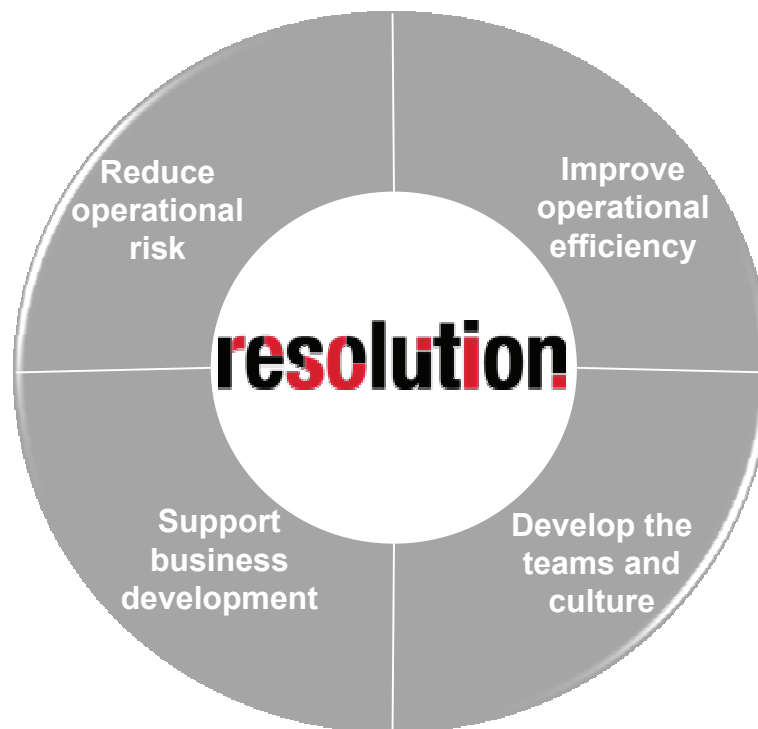 Reduce
operational
risk
Improve
operational
efficiency
resolution
Support
business
development
Develop the
teams and
culture